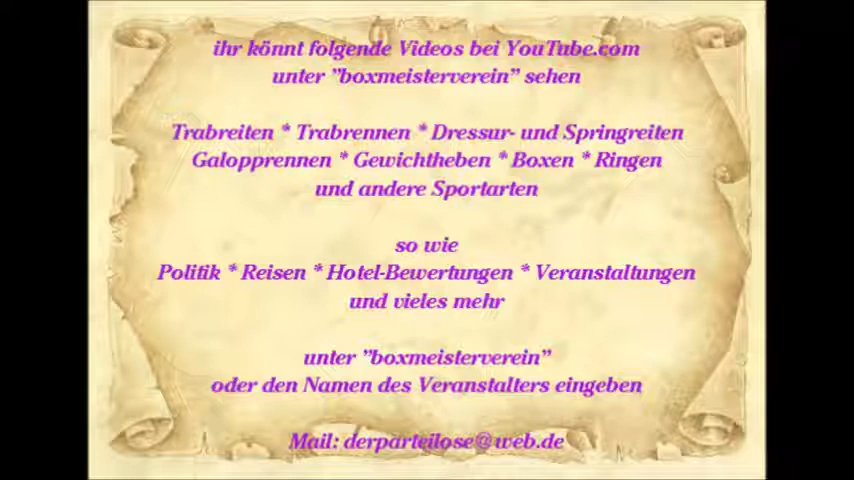 ihr könnt folgende Videos bei YouTube.com
unter "boxmeisterverein" sehen
Trabreiten * Trabrennen * Dressur- und Springreiten
Galopprennen * Gewichtheben * Boxen * Ringen
und andere Sportarten
so wie
Politik * Reisen * Hotel-Bewertungen * Veranstaltungen
und vieles mehr
unter "boxmeisterverein"
oder den Namen des Veranstalters eingeben
Mail: derparteilose@web.de